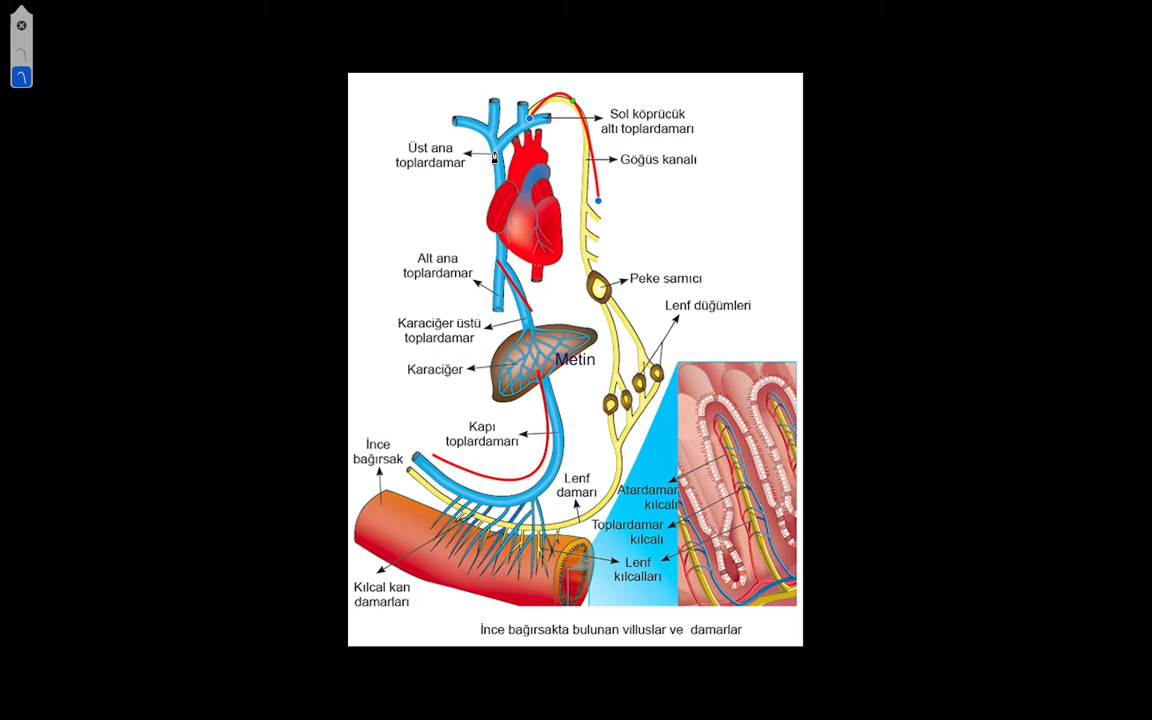 Sol köprücük
altı toplardamarı
Üst ana
toplardamar
Göğüs kanalı
Alt ana
toplardamar
Peke sarnıcı
Lenf düğümleri
Karaciğer üstü
toplardamar
Metin
Karaciğer
Kapı
toplardamarı
İnce
bağırsak
Lenf
damarı
Atardamar
kılcalı
Toplardamar
kılcalı
Lenf
kılcalları
Kılcal kan
damarları
İnce bağırsakta bulunan villuslar ve damarlar